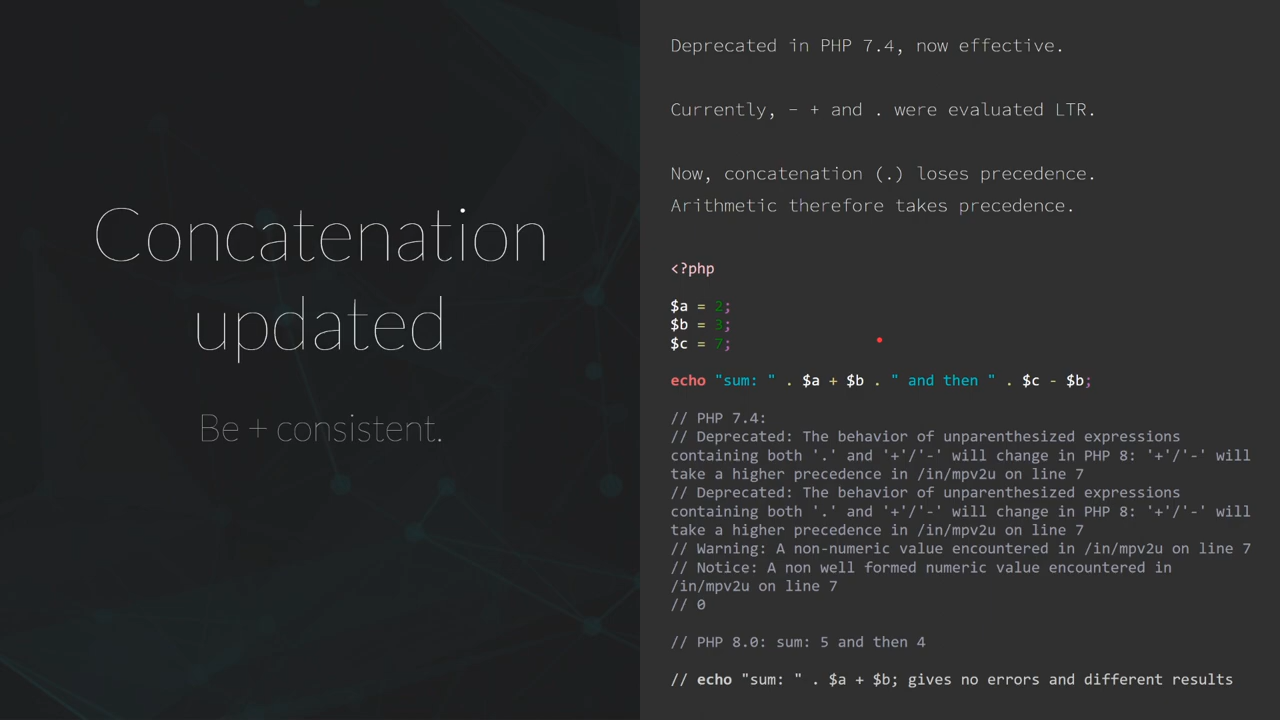 Concatenation
updated
Be + consistent.
Deprecated in PHP 7.4, now effective.
Currently, - + and . were evaluated LTR.
Now, concatenation (.) loses precedence.
Arithmetic therefore takes precedence.
<?php
$a = 2;
$b = 3;
$c = 7;
echo "sum: " . $a + $b . " and then " . $c - $b;
// PHP 7.4:
// Deprecated: The behavior of unparenthesized expressions
containing both '.' and '+'/'-' will change in PHP 8: '+'/'-' will
take a higher precedence in /in/mpv2u on line 7
// Deprecated: The behavior of unparenthesized expressions
containing both '.' and '+'/'-' will change in PHP 8: '+'/'-' will
take a higher precedence in /in/mpv2u on line 7
// Warning: A non-numeric value encountered in /in/mpv2u on line 7
// Notice: A non well formed numeric value encountered in
/in/mpv2u on line 7
// 0
// PHP 8.0: sum: 5 and then 4
// echo "sum: " . $a + $b; gives no errors and different results